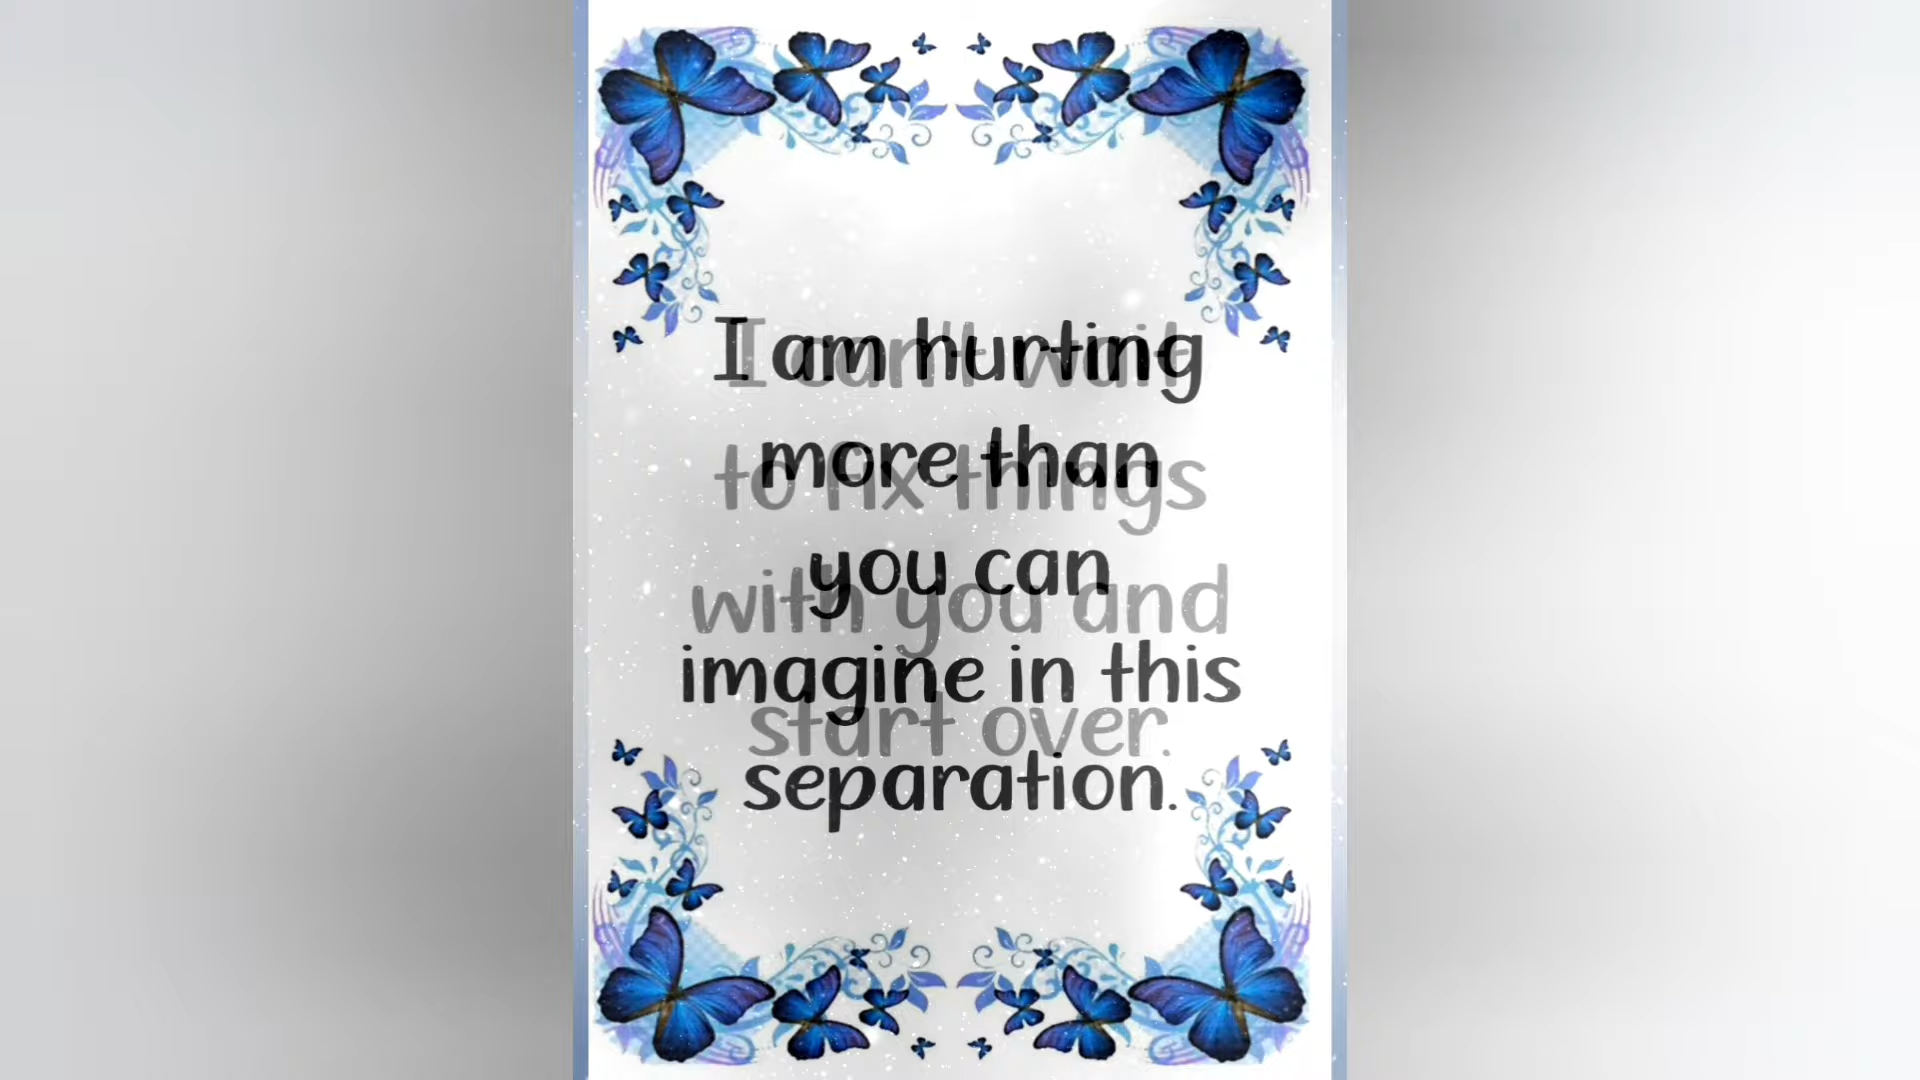 I am hurting
more than
you can
imagine in this
separation.
I can't wait
to fix things
with you and
start over.